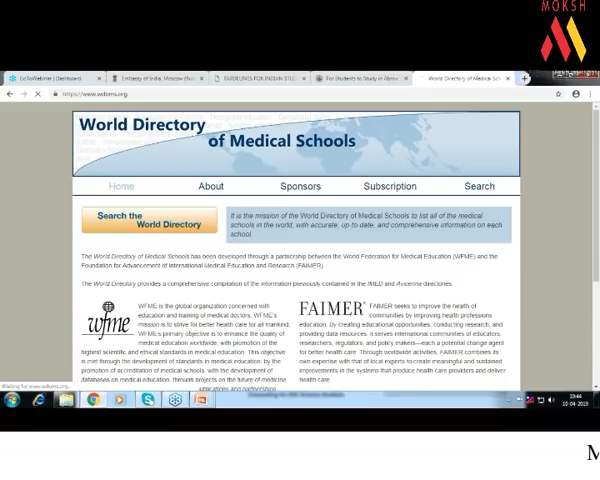 MOKSH
GoToWebinar | Dashboard
Embassy of India, Moscow (Rus
GUIDELINES FOR INDIAN STUD
For Students to Study in Abroa
World Directory of Medical Sch
https://www.wdoms.org
World Directory
of Medical Schools
Home About Sponsors Subscription Search
Search the
World Directory
It is the mission of the World Directory of Medical Schools to list all of the medical
schools in the world, with accurate, up-to-date, and comprehensive information on each
school.
The World Directory of Medical Schools has been developed through a partnership between the World Federation for Medical Education (WFME) and the
Foundation for Advancement of International Medical Education and Research (FAIMER).
The World Directory provides a comprehensive compilation of the information previously contained in the IMED and Avicenna directories.
wfme
WFME is the global organization concerned with
education and training of medical doctors. WFME's
mission is to strive for better health care for all mankind;
WFME's primary objective is to enhance the quality of
medical education worldwide, with promotion of the
highest scientific and ethical standards in medical education. This objective
is met through the development of standards in medical education, by the
promotion of accreditation of medical schools, with the development of
databases on medical education, through projects on the future of medicine
publications and partnerships
FAIMER
FAIMER seeks to improve the health of
communities by improving health professions
education. By creating educational opportunities, conducting research, and
providing data resources, it serves international communities of educators
researchers, regulators, and policy makers—each a potential change agent
for better health care. Through worldwide activities, FAIMER combines its
own expertise with that of local experts to create meaningful and sustained
improvements in the systems that produce health care providers and deliver
health care.
Waiting for www.wdoms.org...
19:44
10-04-2019
M